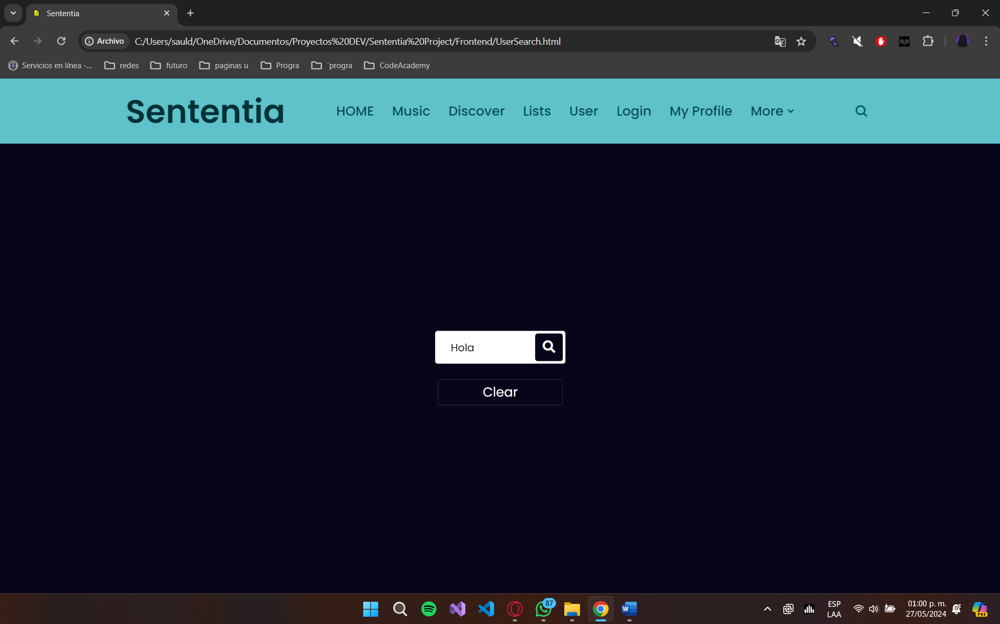 Sententia
Archivo C:/Users/sauld/OneDrive/Documentos/Proyectos%20DEV/Sententia%20Project/Frontend/UserSearch.html
Servicios en línea -... redes futuro paginas u Progra ´progra CodeAcademy
Sententia HOME Music Discover Lists User Login My Profile More
Hola
Clear
87
ESP
LAA
01:00 p. m.
27/05/2024
PRE